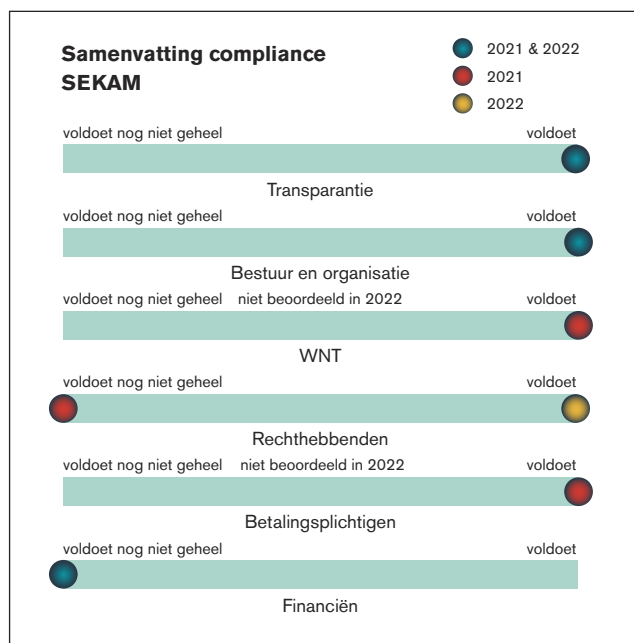 Samenvatting compliance
SEKAM
2021 & 2022
2021
2022
voldoet nog niet geheel voldoet
Transparantie
voldoet nog niet geheel voldoet
Bestuur en organisatie
voldoet nog niet geheel niet beoordeeld in 2022 voldoet
WNT
voldoet nog niet geheel voldoet
Rechthebbenden
voldoet nog niet geheel niet beoordeeld in 2022 voldoet
Betalingsplichtigen
voldoet nog niet geheel voldoet
Financiën